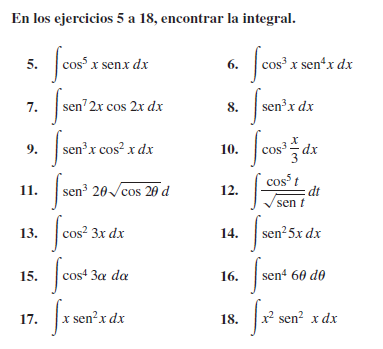 En los ejercicios 5 a 18, encontrar la integral.
5. ∫ cos⁵ x senx dx 6. ∫ cos³ x sen⁴x dx
7. ∫ sen⁷ 2x cos 2x dx 8. ∫ sen³x dx
9. ∫ sen³x cos² x dx 10. ∫ cos³ x/3 dx
11. ∫ sen³ 2θ√cos 2θ d 12. ∫ cos⁵ t / √sen t dt
13. ∫ cos² 3x dx 14. ∫ sen²5x dx
15. ∫ cos⁴ 3α dα 16. ∫ sen⁴ 6θ dθ
17. ∫ x sen²x dx 18. ∫ x² sen² x dx